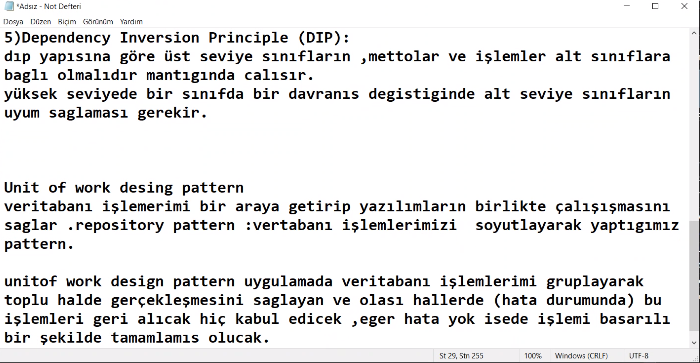 *Adsız - Not Defteri
Dosya Düzen Biçim Görünüm Yardım
5)Dependency Inversion Principle (DIP):
dıp yapısına göre üst seviye sınıfların ,mettolar ve işlemler alt sınıflara
baglı olmalıdır mantıgında calısır.
yüksek seviyede bir sınıfda bir davranıs degistiginde alt seviye sınıfların
uyum saglaması gerekir.
Unit of work desing pattern
veritabanı işlemerimi bir araya getirip yazılımların birlikte çalışışmasını
saglar .repository pattern :vertabanı işlemlerimizi soyutlayarak yaptıgımız
pattern.
unitof work design pattern uygulamada veritabanı işlemlerimi gruplayarak
toplu halde gerçekleşmesini saglayan ve olası hallerde (hata durumunda) bu
işlemleri geri alıcak hiç kabul edicek ,eger hata yok isede işlemi basarılı
bir şekilde tamamlamıs olucak.
St 29, Stn 255 100% Windows (CRLF) UTF-8